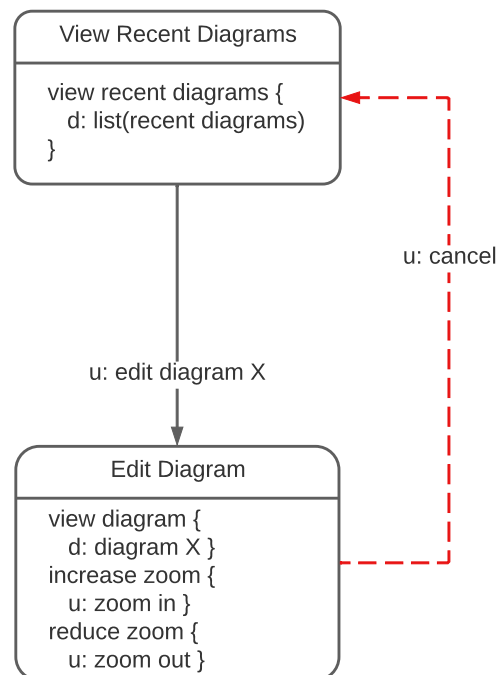 View Recent Diagrams
view recent diagrams {
d: list(recent diagrams)
}
u: cancel
u: edit diagram X
Edit Diagram
view diagram {
d: diagram X }
increase zoom {
u: zoom in }
reduce zoom {
u: zoom out }